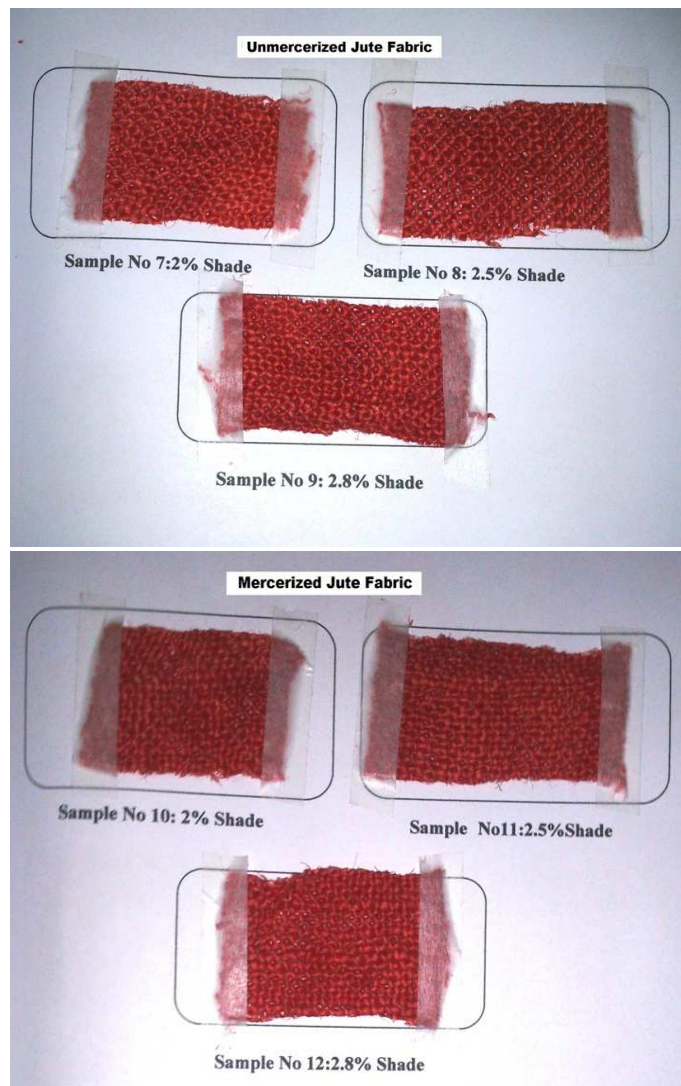 Unmercerized Jute Fabric
Sample No 7:2% Shade
Sample No 8: 2.5% Shade
Sample No 9: 2.8% Shade
Mercerized Jute Fabric
Sample No 10: 2% Shade
Sample No11:2.5%Shade
Sample No 12:2.8% Shade